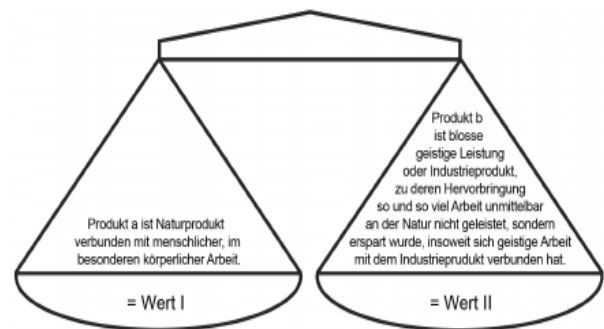 Produkt a ist Naturprodukt
verbunden mit menschlicher, im
besonderen körperlicher Arbeit.
= Wert I
Produkt b
ist blosse
geistige Leistung
oder Industrieprodukt,
zu deren Hervorbringung
so und so viel Arbeit unmittelbar
an der Natur nicht geleistet, sondern
erspart wurde, insoweit sich geistige Arbeit
mit dem Industrieprudukt verbunden hat.
= Wert II